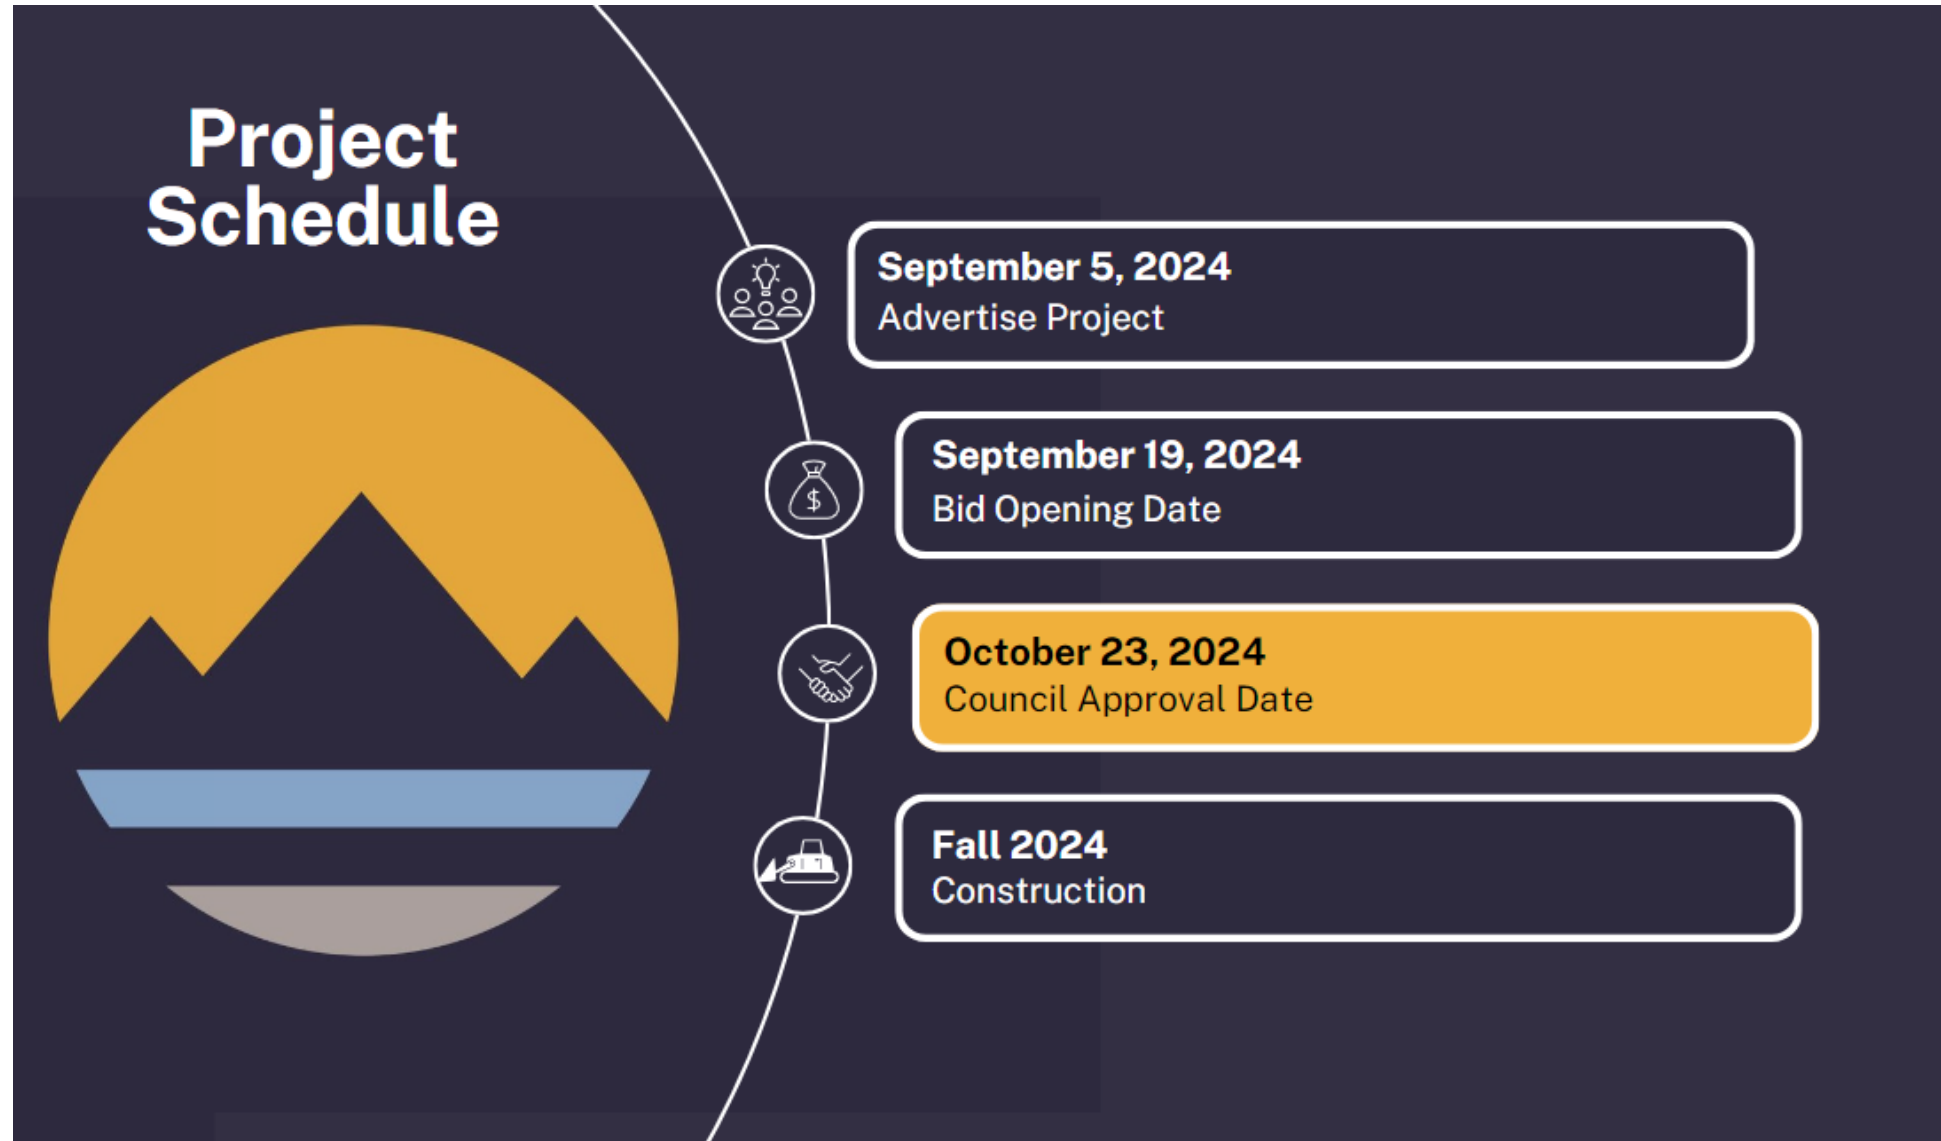 Project
Schedule
September 5, 2024
Advertise Project
September 19, 2024
Bid Opening Date
$
October 23, 2024
Council Approval Date
Fall 2024
Construction